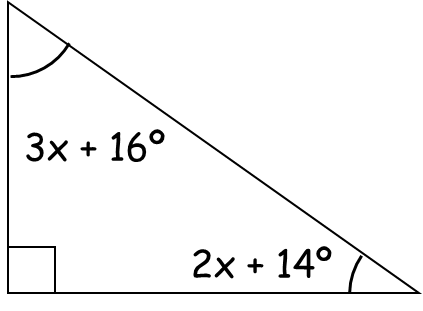 3x + 16°
2x + 14°